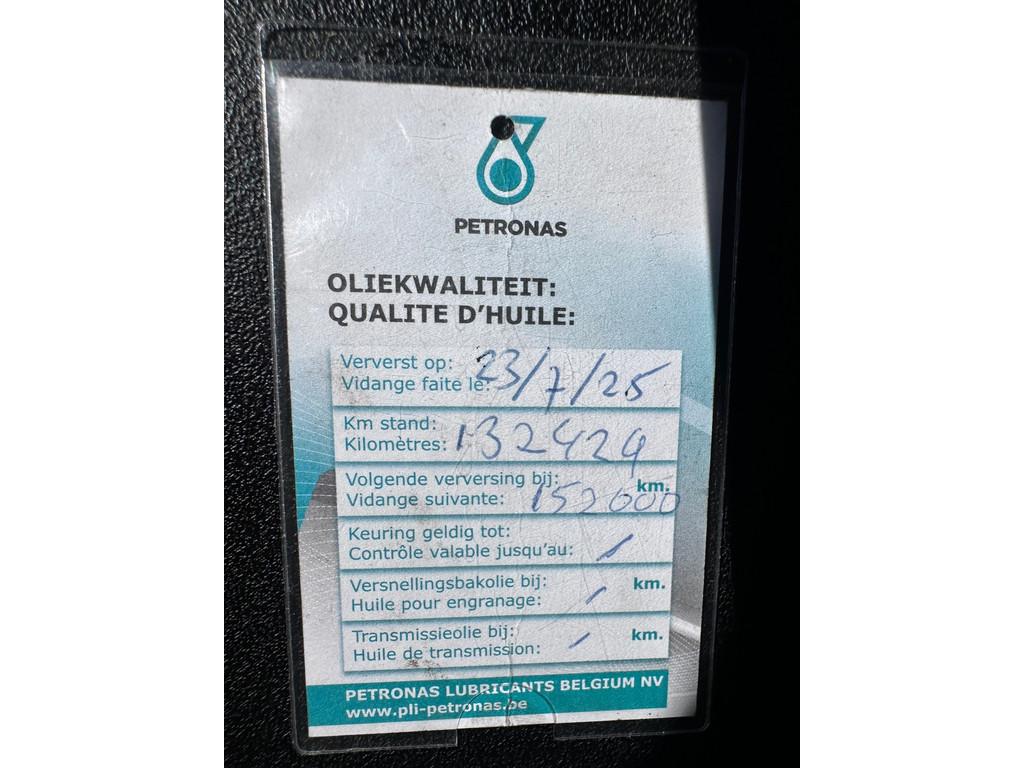 PETRONAS
OLIEKWALITEIT:
QUALITE D'HUILE:
Ververst op:
Vidange faite le: 23/7/25
Km stand:
Kilomètres: 132424
Volgende verversing bij: km.
Vidange suivante: 152000
Keuring geldig tot:
Contrôle valable jusqu'au: /
Versnellingsbakolie bij: km.
Huile pour engranage: /
Transmissieolie bij: km.
Huile de transmission: /
PETRONAS LUBRICANTS BELGIUM NV
www.pli-petronas.be